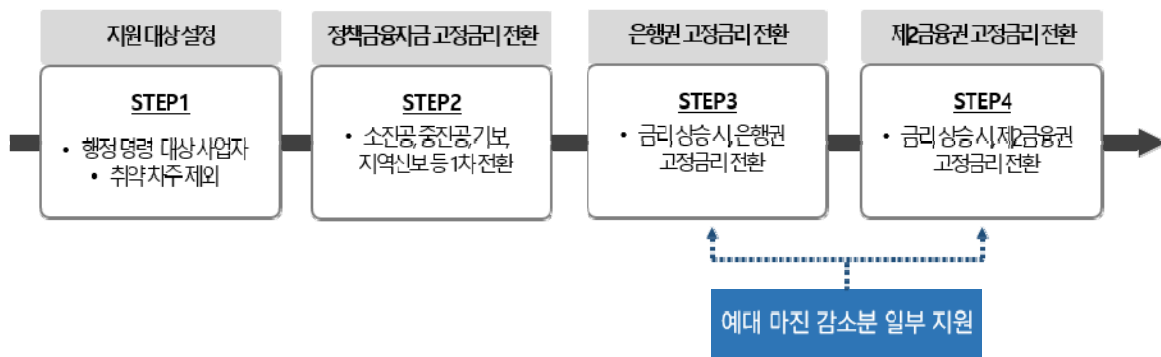 지원 대상 설정
정책금융자금 고정금리 전환
은행권 고정금리 전환
제2금융권 고정금리 전환
STEP1
• 행정 명령 대상 사업자
• 취약 차주 제외
STEP2
• 소진공, 중진공, 기보,
지역신보 등 1차 전환
STEP3
• 금리 상승 시, 은행권
고정금리 전환
STEP4
• 금리 상승 시, 제2금융권
고정금리 전환
예대 마진 감소분 일부 지원